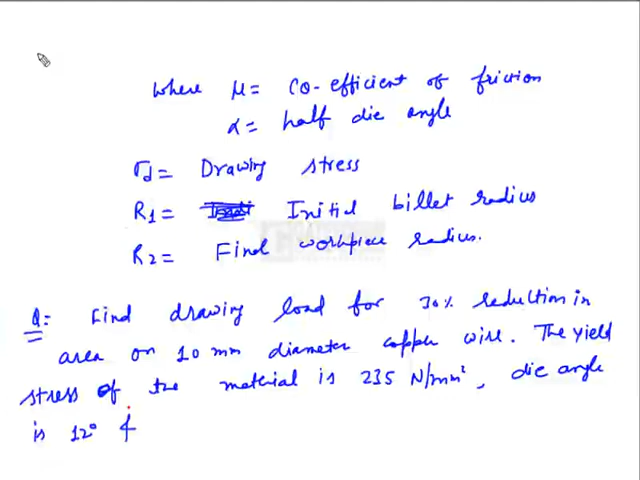 where μ = co-efficient of friction
α = half die angle
σd = Drawing stress
R1 = Initial billet radius
R2 = Final workpiece radius.
Q:- Find drawing load for 30% reduction in
area on 10 mm diameter copper wire. The yield
stress of the material is 235 N/mm², die angle
is 12° &